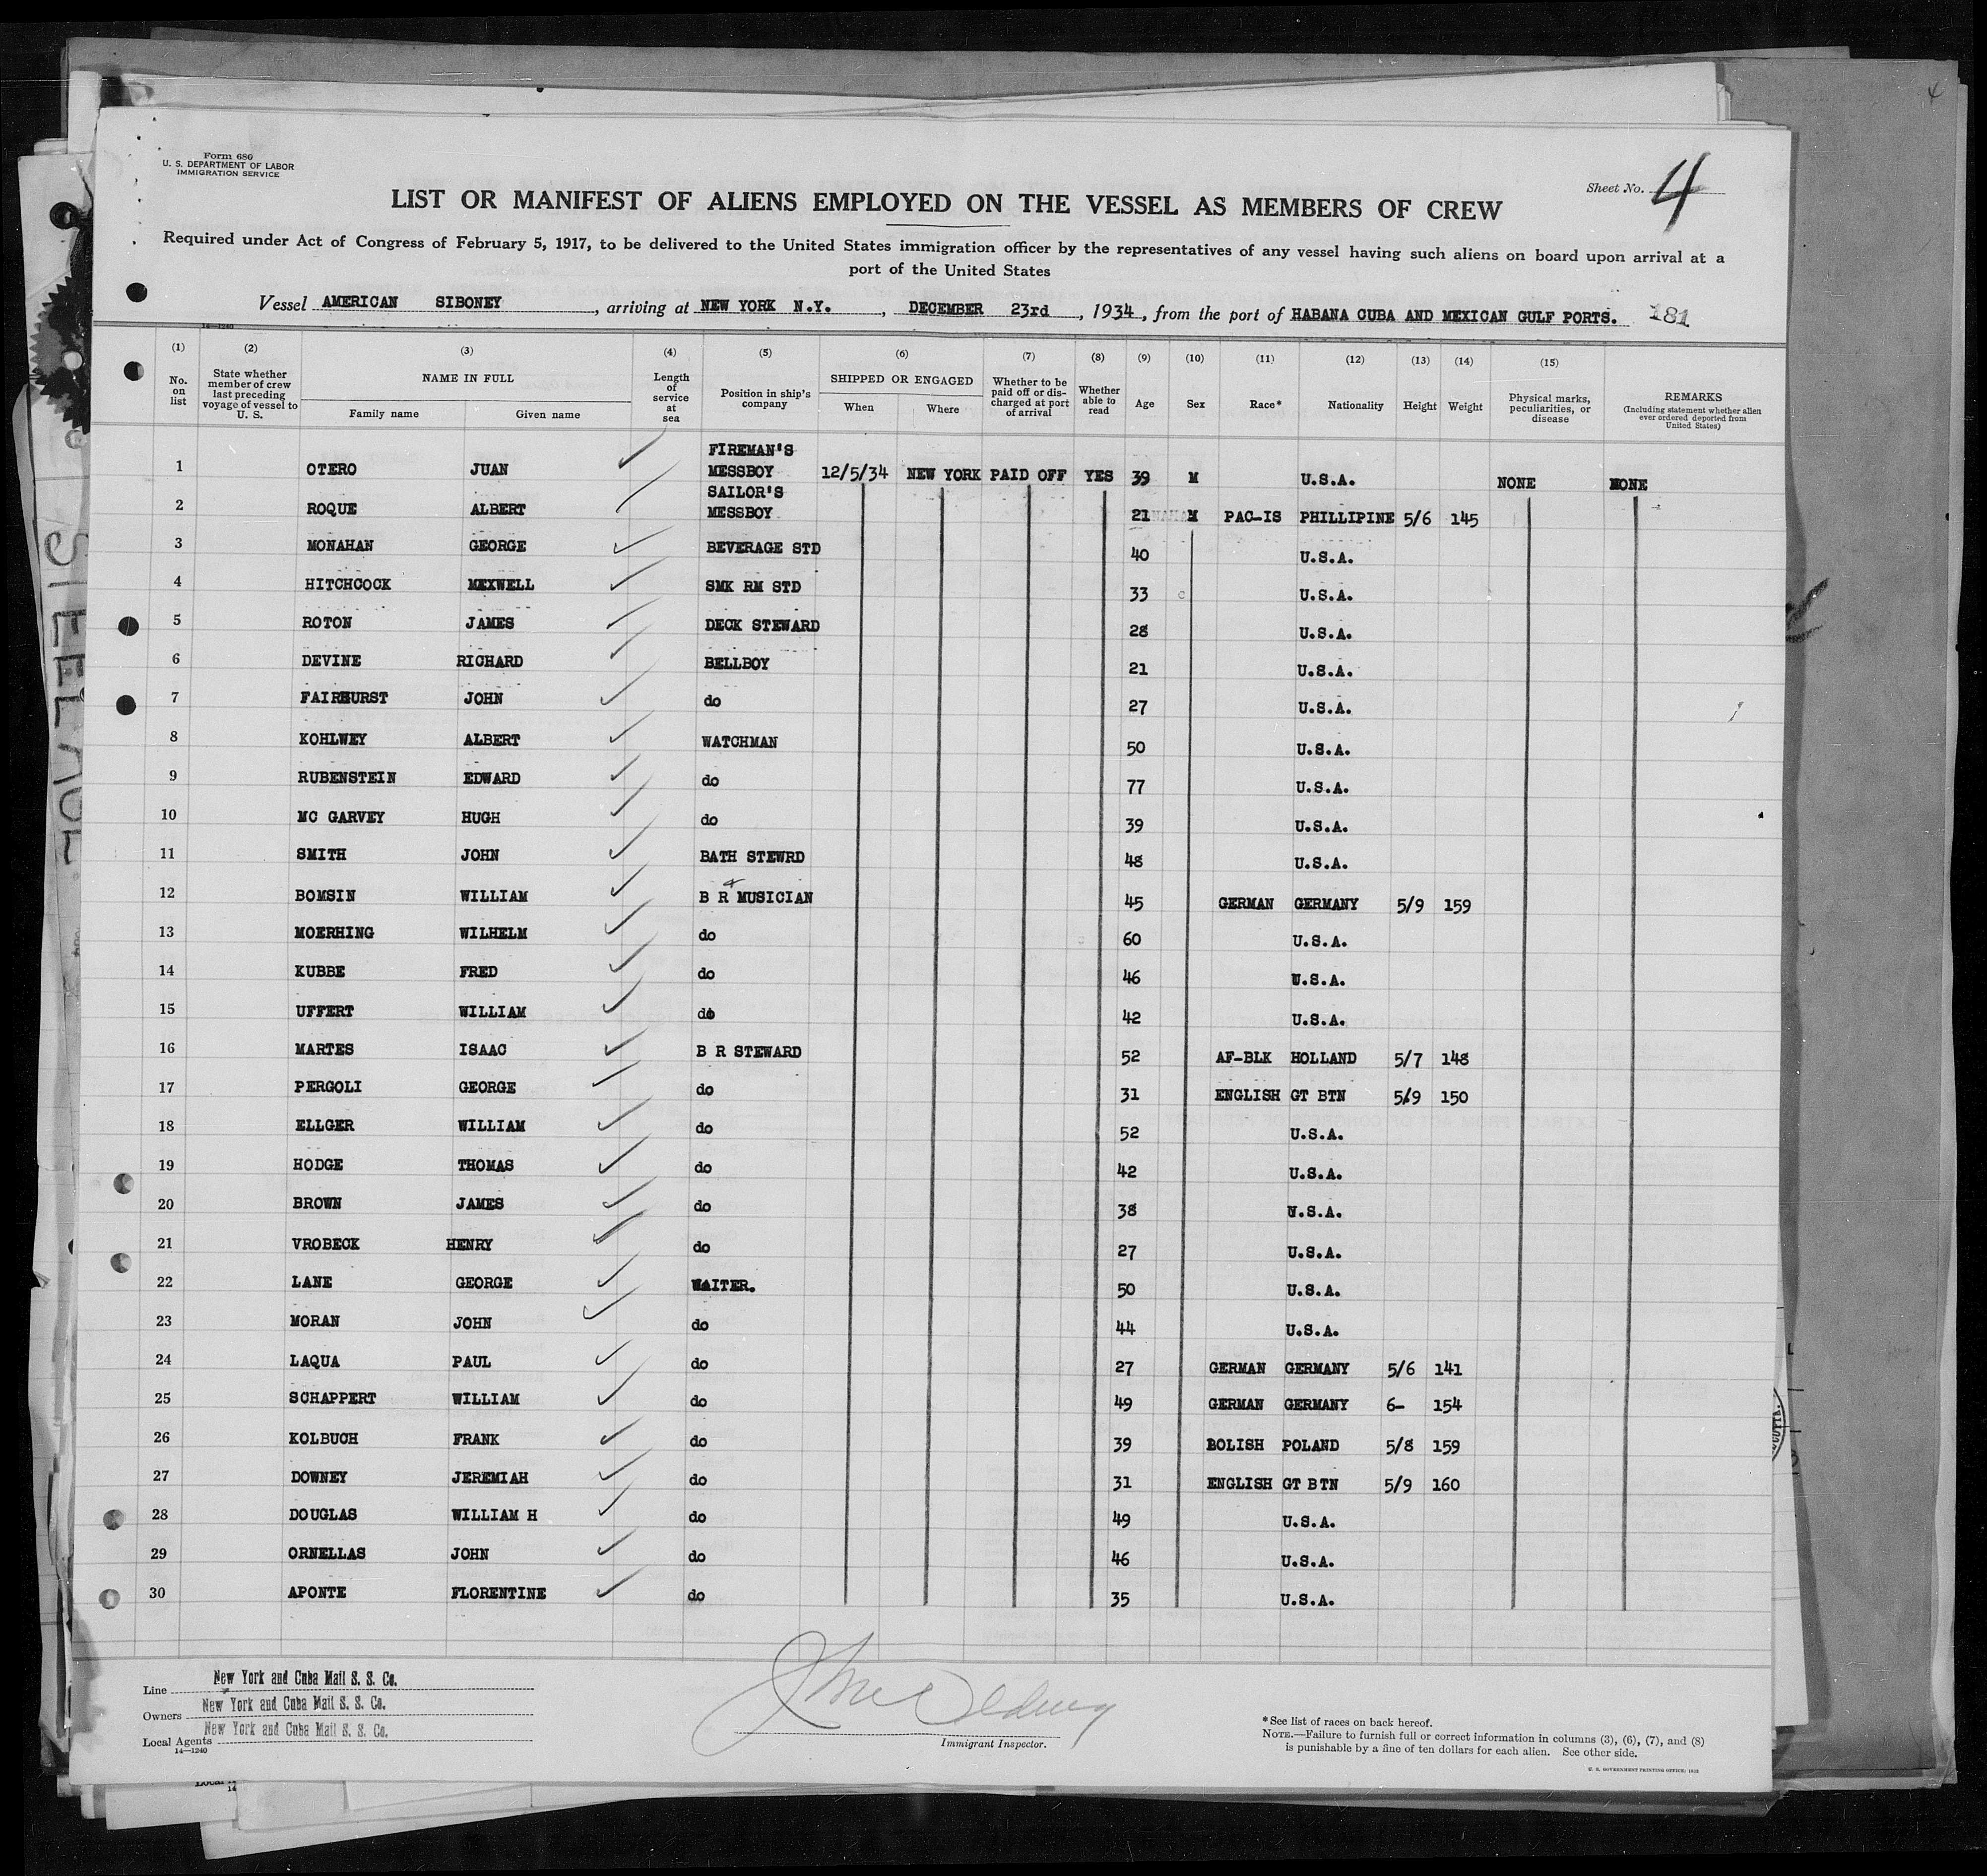 Form 686
U. S. DEPARTMENT OF LABOR
IMMIGRATION SERVICE
Sheet No. 4
LIST OR MANIFEST OF ALIENS EMPLOYED ON THE VESSEL AS MEMBERS OF CREW
Required under Act of Congress of February 5, 1917, to be delivered to the United States immigration officer by the representatives of any vessel having such aliens on board upon arrival at a
port of the United States
Vessel AMERICAN SIBONEY, arriving at NEW YORK N.Y., DECEMBER 23rd, 1934, from the port of HABANA CUBA AND MEXICAN GULF PORTS. 181
14-1240
(1) (2) (3) (4) (5) (6) (7) (8) (9) (10) (11) (12) (13) (14) (15)
No. on list
State whether member of crew last preceding voyage of vessel to U. S.
NAME IN FULL
Family name Given name
Length of service at sea
Position in ship's company
SHIPPED OR ENGAGED
When Where
Whether to be paid off or discharged at port of arrival
Whether able to read
Age Sex Race* Nationality Height Weight
Physical marks, peculiarities, or disease
REMARKS
(Including statement whether alien ever ordered deported from United States)
1 OTERO JUAN FIREMAN'S MESSBOY 12/5/34 NEW YORK PAID OFF YES 39 M U.S.A. NONE NONE
2 ROQUE ALBERT SAILOR'S MESSBOY 21 M PAC-IS PHILLIPINE 5/6 145
3 MONAHAN GEORGE BEVERAGE STD 40 U.S.A.
4 HITCHCOCK MEXWELL SMK RM STD 33 U.S.A.
5 ROTON JAMES DECK STEWARD 28 U.S.A.
6 DEVINE RICHARD BELLBOY 21 U.S.A.
7 FAIRHURST JOHN do 27 U.S.A.
8 KOHLWEY ALBERT WATCHMAN 50 U.S.A.
9 RUBENSTEIN EDWARD do 77 U.S.A.
10 MC GARVEY HUGH do 39 U.S.A.
11 SMITH JOHN BATH STEWRD 48 U.S.A.
12 BOMSIN WILLIAM B R & MUSICIAN 45 GERMAN GERMANY 5/9 159
13 MOERHING WILHELM do 60 U.S.A.
14 KUBBE FRED do 46 U.S.A.
15 UFFERT WILLIAM do 42 U.S.A.
16 MARTES ISAAC B R STEWARD 52 AF-BLK HOLLAND 5/7 148
17 PERGOLI GEORGE do 31 ENGLISH GT BTN 5/9 150
18 ELLGER WILLIAM do 52 U.S.A.
19 HODGE THOMAS do 42 U.S.A.
20 BROWN JAMES do 38 U.S.A.
21 VROBECK HENRY do 27 U.S.A.
22 LANE GEORGE WAITER. 50 U.S.A.
23 MORAN JOHN do 44 U.S.A.
24 LAQUA PAUL do 27 GERMAN GERMANY 5/6 141
25 SCHAPPERT WILLIAM do 49 GERMAN GERMANY 6- 154
26 KOLBUCH FRANK do 39 BOLISH POLAND 5/8 159
27 DOWNEY JEREMIAH do 31 ENGLISH GT BTN 5/9 160
28 DOUGLAS WILLIAM H do 49 U.S.A.
29 ORNELLAS JOHN do 46 U.S.A.
30 APONTE FLORENTINE do 35 U.S.A.
Line New York and Cuba Mail S. S. Co.
Owners New York and Cuba Mail S. S. Co.
Local Agents New York and Cuba Mail S. S. Co.
14-1240
Immigrant Inspector.
*See list of races on back hereof.
NOTE.—Failure to furnish full or correct information in columns (3), (6), (7), and (8)
is punishable by a fine of ten dollars for each alien. See other side.